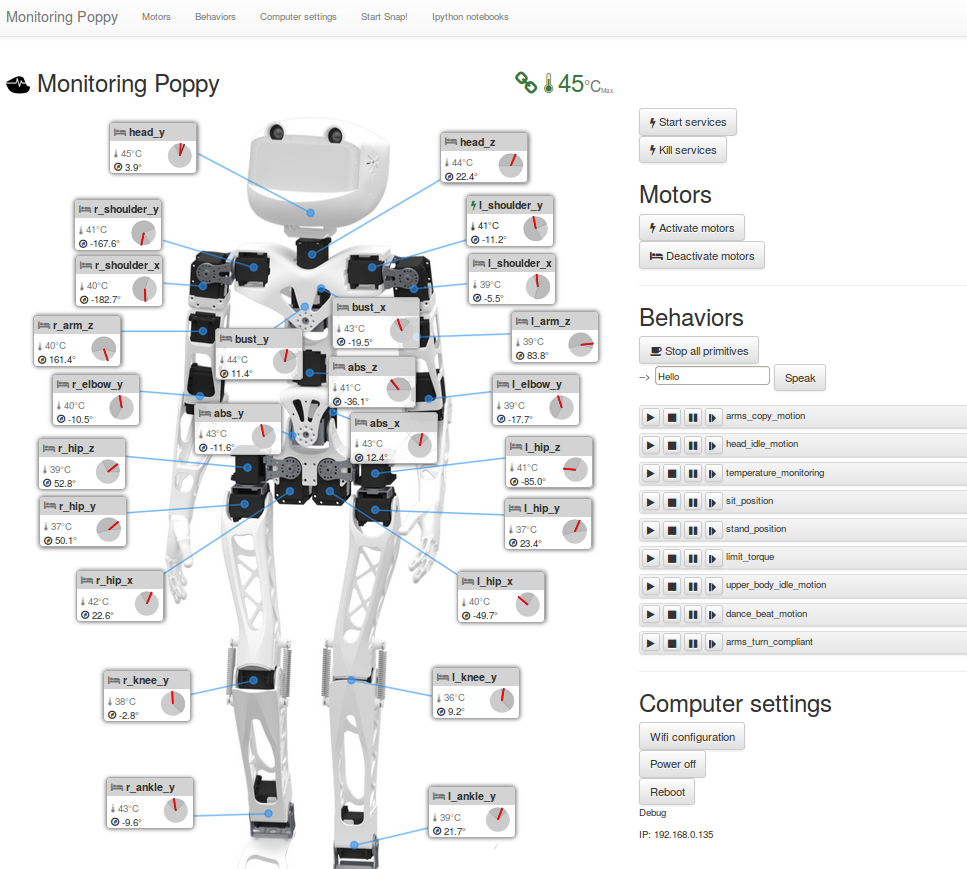 Monitoring Poppy Motors Behaviors Computer settings Start Snap! Ipython notebooks
Monitoring Poppy
45°C Max.
head_y
45°C
3.9°
head_z
44°C
22.4°
r_shoulder_y
41°C
-167.6°
l_shoulder_y
41°C
-11.2°
r_shoulder_x
40°C
-182.7°
l_shoulder_x
39°C
-5.5°
bust_x
43°C
-19.5°
r_arm_z
40°C
161.4°
l_arm_z
39°C
83.8°
bust_y
44°C
11.4°
abs_z
41°C
-36.1°
r_elbow_y
40°C
-10.5°
l_elbow_y
39°C
-17.7°
abs_y
43°C
-11.6°
abs_x
43°C
12.4°
r_hip_z
39°C
52.8°
l_hip_z
41°C
-85.0°
r_hip_y
37°C
50.1°
l_hip_y
37°C
23.4°
r_hip_x
42°C
22.6°
l_hip_x
40°C
-49.7°
r_knee_y
38°C
-2.8°
l_knee_y
36°C
9.2°
r_ankle_y
43°C
-9.6°
l_ankle_y
39°C
21.7°
Start services
Kill services
Motors
Activate motors
Deactivate motors
Behaviors
Stop all primitives
--> Hello Speak
arms_copy_motion
head_idle_motion
temperature_monitoring
sit_position
stand_position
limit_torque
upper_body_idle_motion
dance_beat_motion
arms_turn_compliant
Computer settings
Wifi configuration
Power off
Reboot
Debug
IP: 192.168.0.135